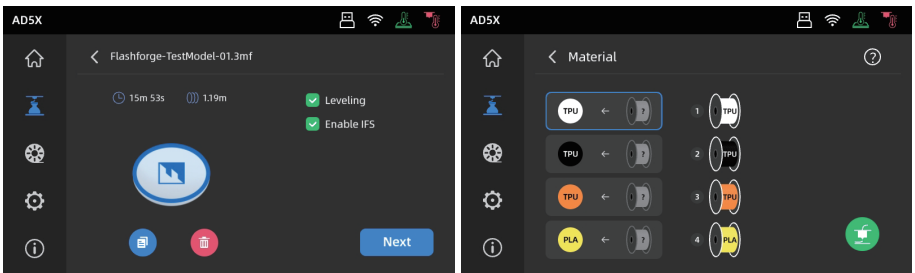 AD5X
Flashforge-TestModel-01.3mf
15m 53s 1.19m
Leveling
Enable IFS
Next
AD5X
Material
?
TPU ← ? 1 TPU
TPU ← ? 2 TPU
TPU ← ? 3 TPU
PLA ← ? 4 PLA